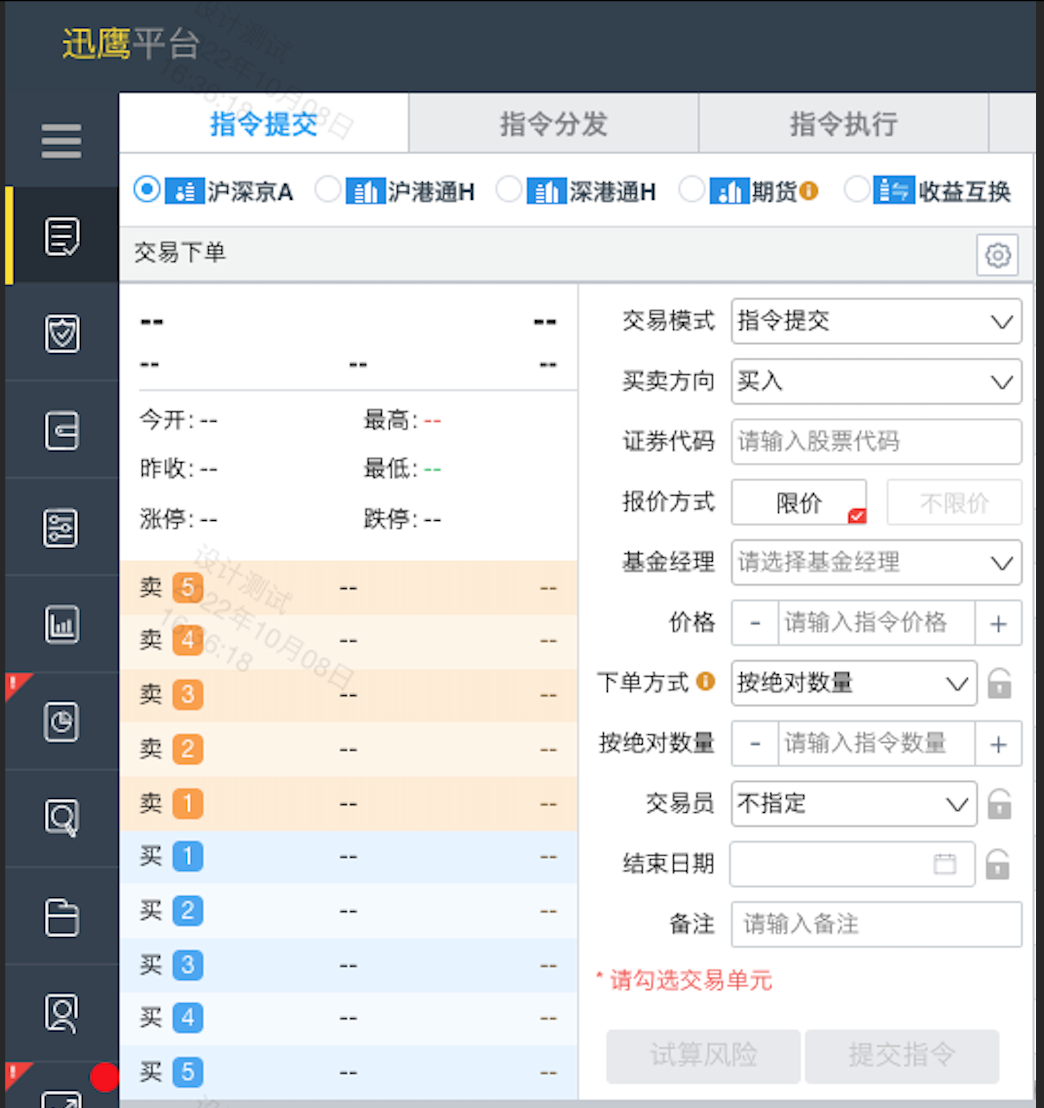 迅鹰平台
指令提交 指令分发 指令执行
沪深京A 沪港通H 深港通H 期货 收益互换
交易下单
-- --
-- -- --
今开: -- 最高: --
昨收: -- 最低: --
涨停: -- 跌停: --
卖 5 -- --
卖 4 -- --
卖 3 -- --
卖 2 -- --
卖 1 -- --
买 1 -- --
买 2 -- --
买 3 -- --
买 4 -- --
买 5 -- --
交易模式 指令提交
买卖方向 买入
证券代码 请输入股票代码
报价方式 限价 不限价
基金经理 请选择基金经理
价格 - 请输入指令价格 +
下单方式 按绝对数量
按绝对数量 - 请输入指令数量 +
交易员 不指定
结束日期
备注 请输入备注
* 请勾选交易单元
试算风险 提交指令
设计测试
2022年10月08日
16:36:18
设计测试
2022年10月08日
16:36:18